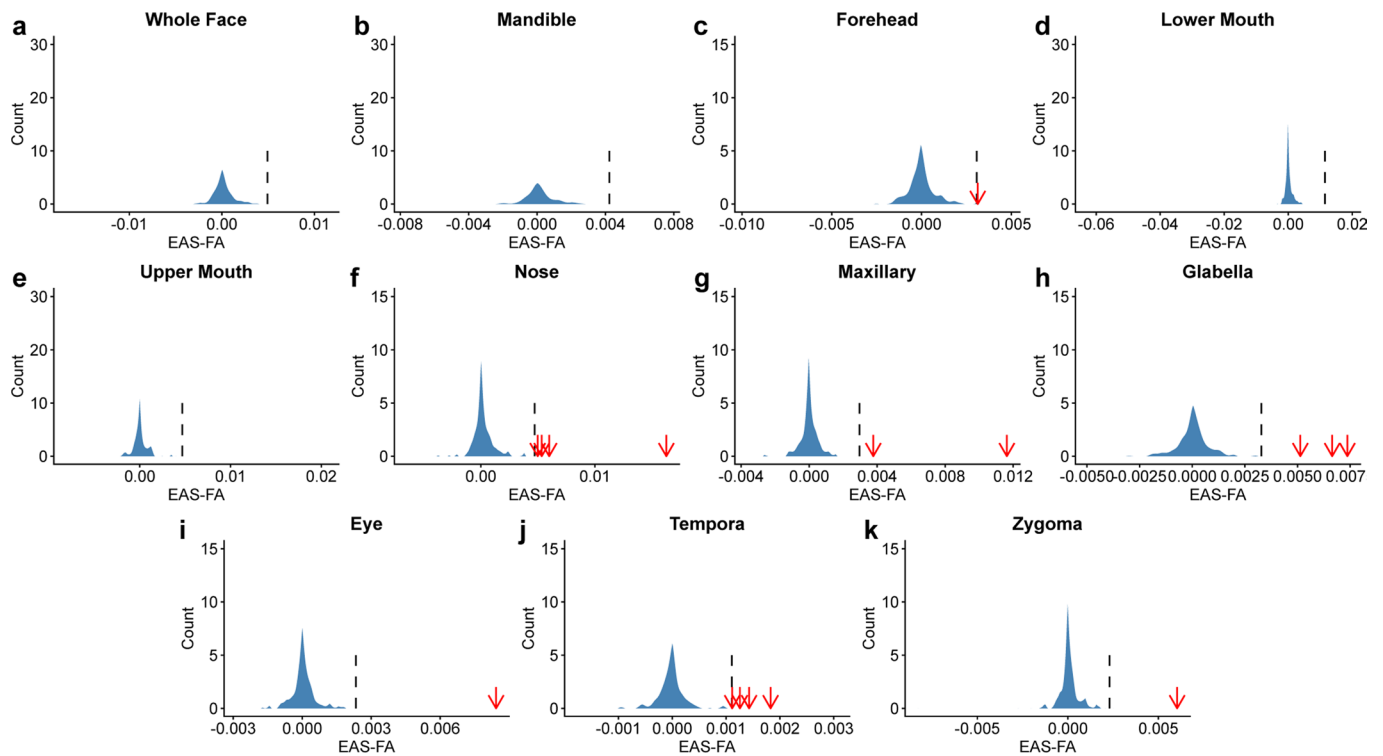 a Whole Face
30
20
10
0
Count
-0.01 0.00 0.01
EAS-FA
b Mandible
30
20
10
0
Count
-0.008 -0.004 0.000 0.004 0.008
EAS-FA
c Forehead
15
10
5
0
Count
-0.010 -0.005 0.000 0.005
EAS-FA
d Lower Mouth
30
20
10
0
Count
-0.06 -0.04 -0.02 0.00 0.02
EAS-FA
e Upper Mouth
30
20
10
0
Count
0.00 0.01 0.02
EAS-FA
f Nose
15
10
5
0
Count
0.00 0.01
EAS-FA
g Maxillary
15
10
5
0
Count
-0.004 0.000 0.004 0.008 0.012
EAS-FA
h Glabella
15
10
5
0
Count
-0.0050 -0.0025 0.0000 0.0025 0.0050 0.007
EAS-FA
i Eye
15
10
5
0
Count
-0.003 0.000 0.003 0.006
EAS-FA
j Tempora
15
10
5
0
Count
-0.001 0.000 0.001 0.002 0.003
EAS-FA
k Zygoma
15
10
5
0
Count
-0.005 0.000 0.005
EAS-FA